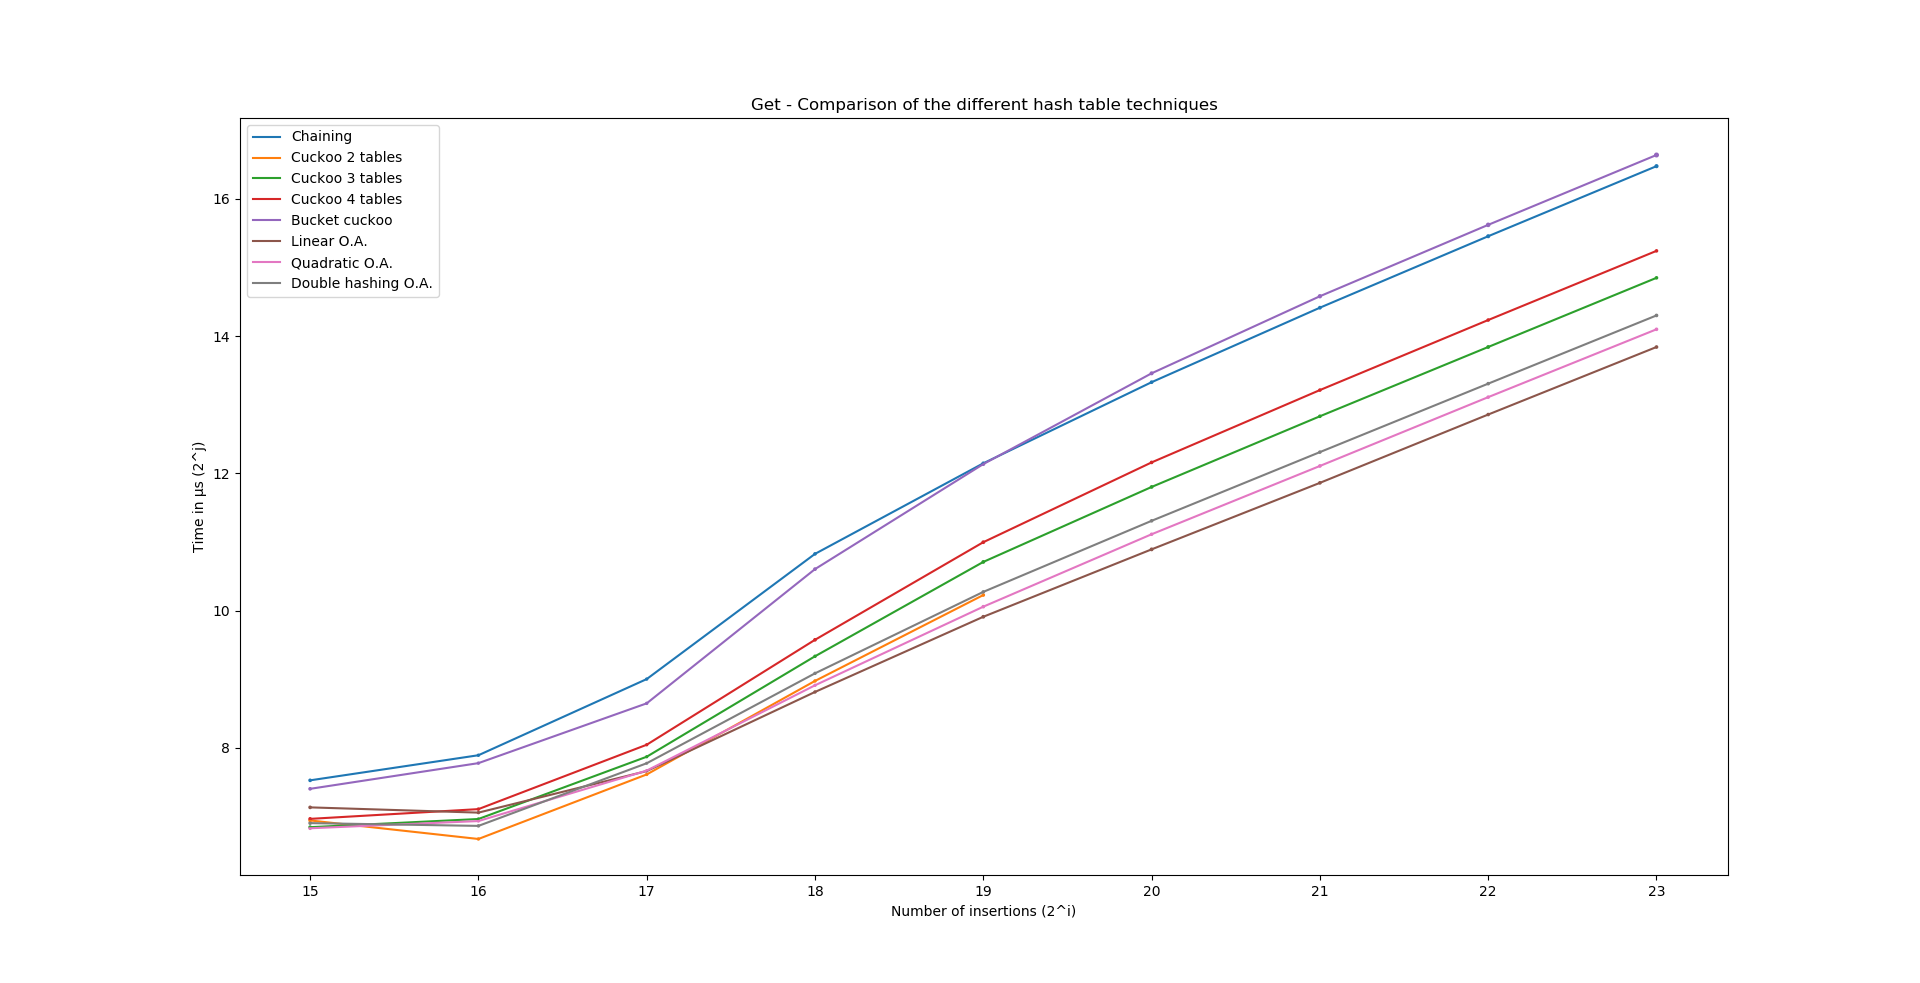 Get - Comparison of the different hash table techniques
Chaining
Cuckoo 2 tables
Cuckoo 3 tables
Cuckoo 4 tables
Bucket cuckoo
Linear O.A.
Quadratic O.A.
Double hashing O.A.
Time in μs (2^j)
16
14
12
10
8
15 16 17 18 19 20 21 22 23
Number of insertions (2^i)